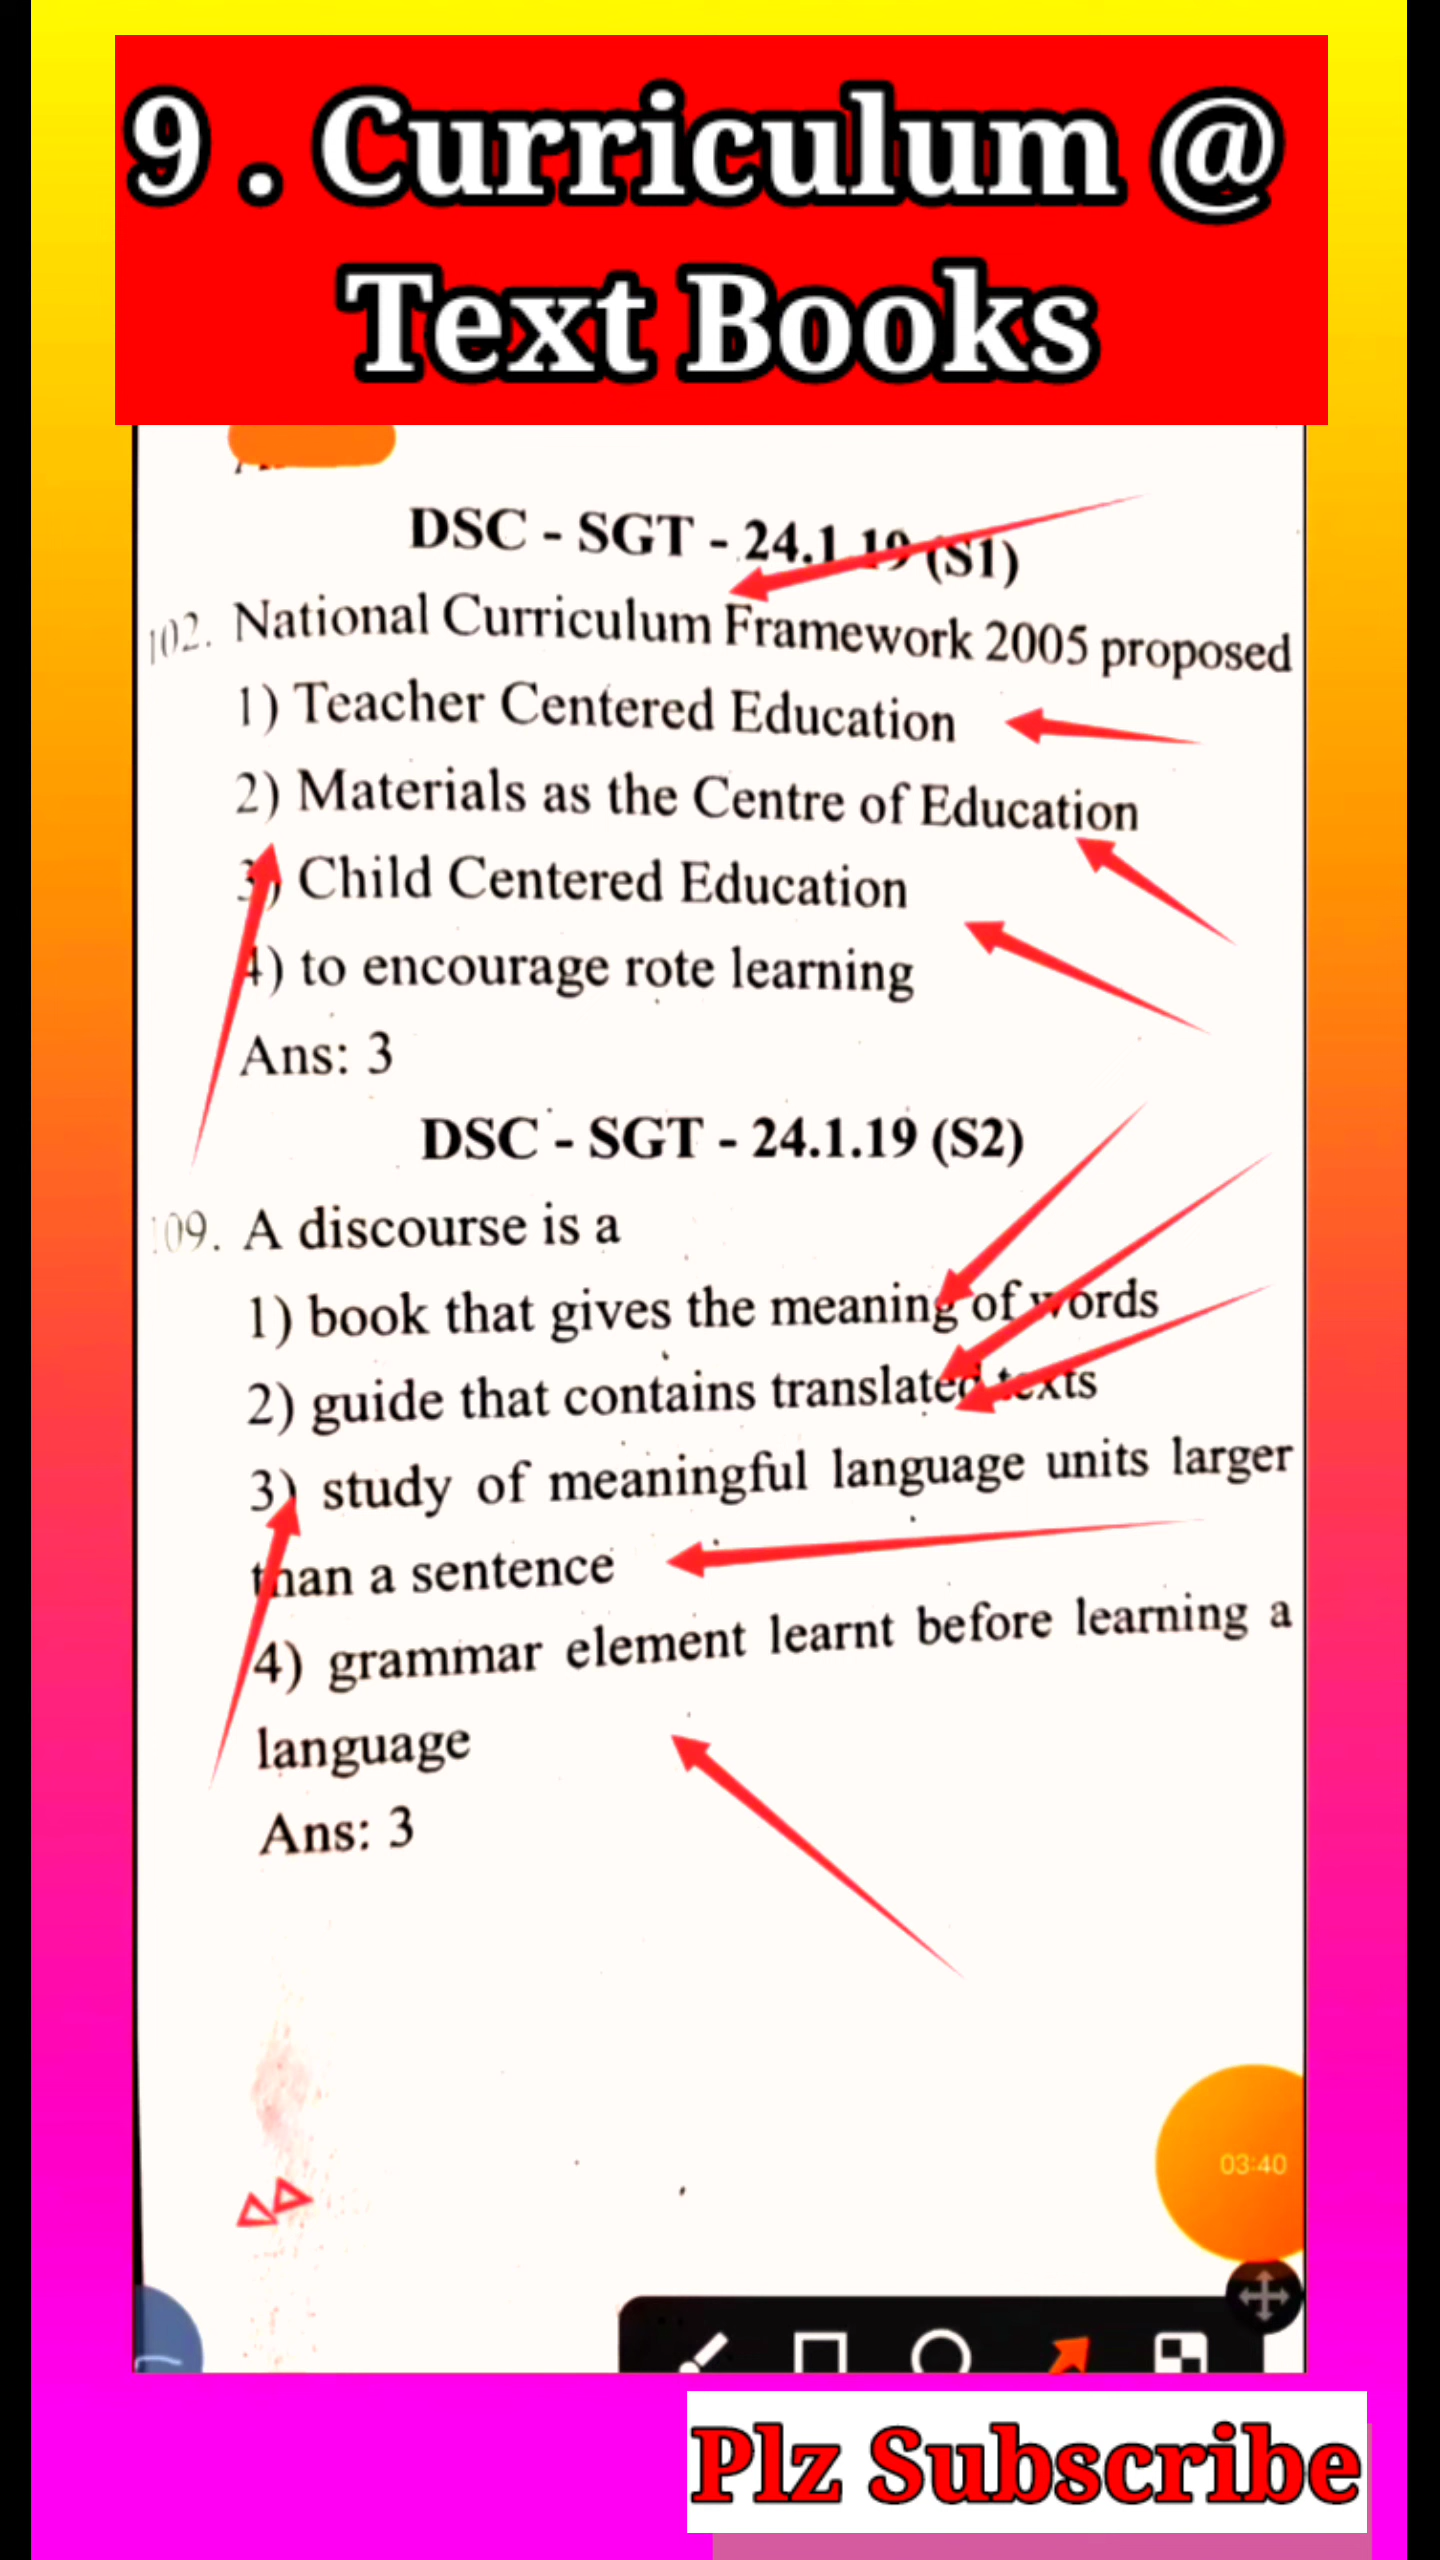 9 . Curriculum @
Text Books
DSC - SGT - 24.1.19 (S1)
102. National Curriculum Framework 2005 proposed
1) Teacher Centered Education
2) Materials as the Centre of Education
3) Child Centered Education
4) to encourage rote learning
Ans: 3
DSC - SGT - 24.1.19 (S2)
109. A discourse is a
1) book that gives the meaning of words
2) guide that contains translated texts
3) study of meaningful language units larger
than a sentence
4) grammar element learnt before learning a
language
Ans: 3
03:40
Plz Subscribe